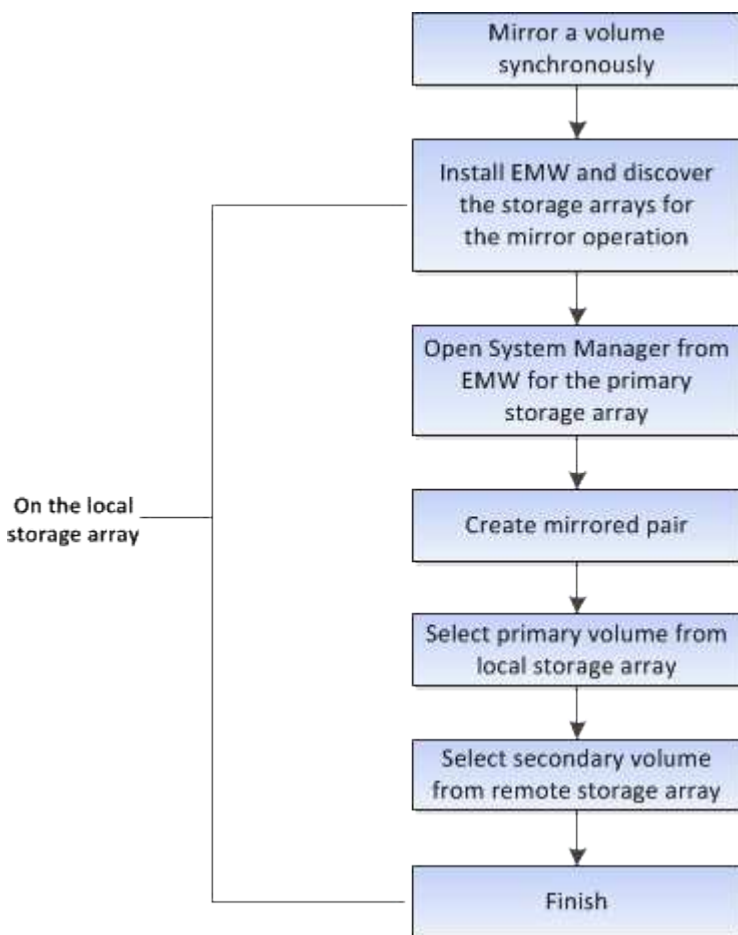 Mirror a volume
synchronously
Install EMW and discover
the storage arrays for
the mirror operation
Open System Manager from
EMW for the primary
storage array
On the local
storage array
Create mirrored pair
Select primary volume from
local storage array
Select secondary volume
from remote storage array
Finish